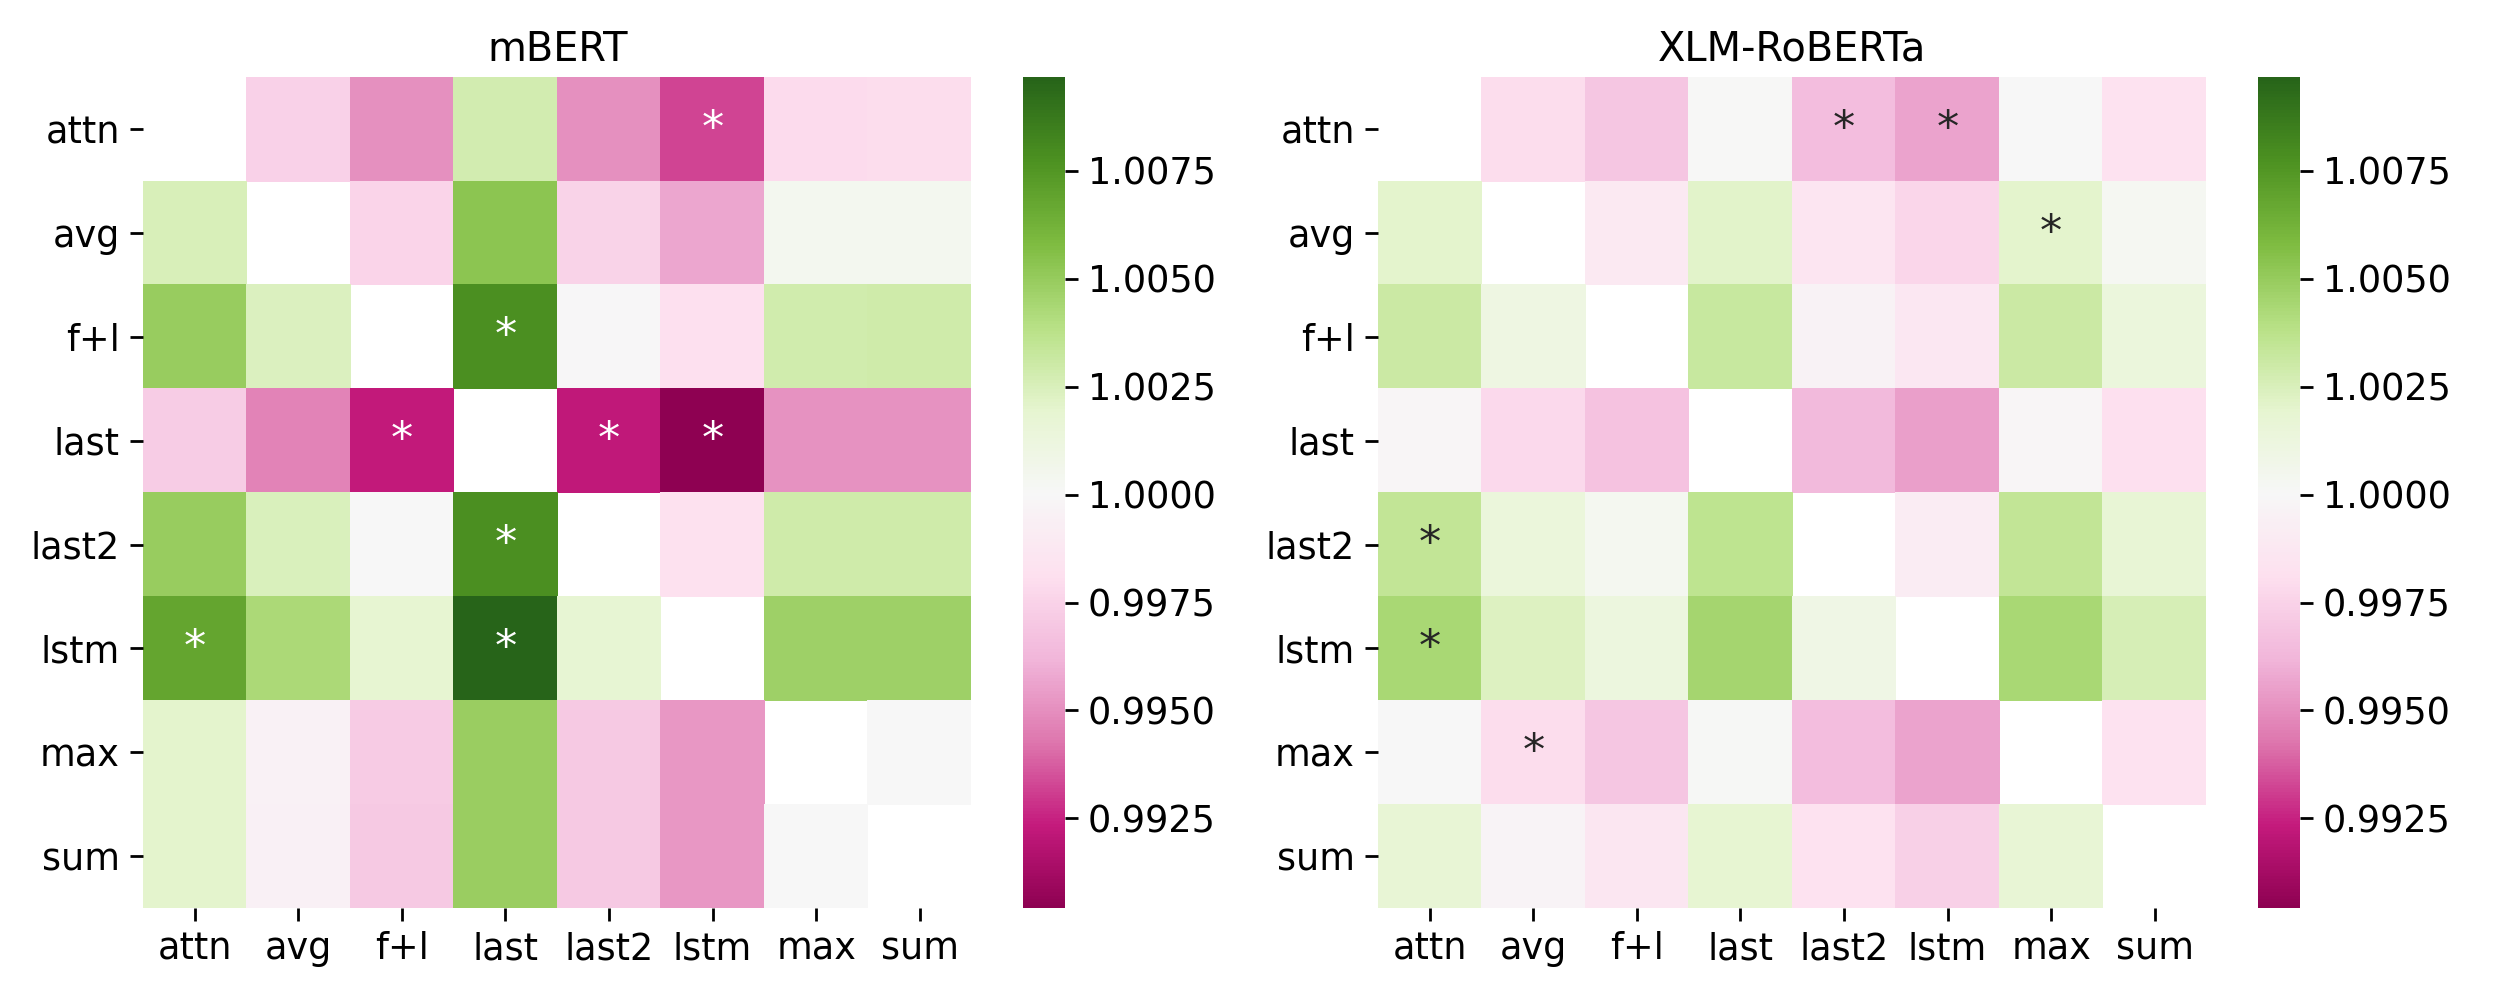 mBERT
attn *
avg
f+l *
last * * *
last2 *
lstm * *
max
sum
attn avg f+l last last2 lstm max sum
1.0075
1.0050
1.0025
1.0000
0.9975
0.9950
0.9925
XLM-RoBERTa
attn * *
avg *
f+l
last
last2 *
lstm *
max *
sum
attn avg f+l last last2 lstm max sum
1.0075
1.0050
1.0025
1.0000
0.9975
0.9950
0.9925